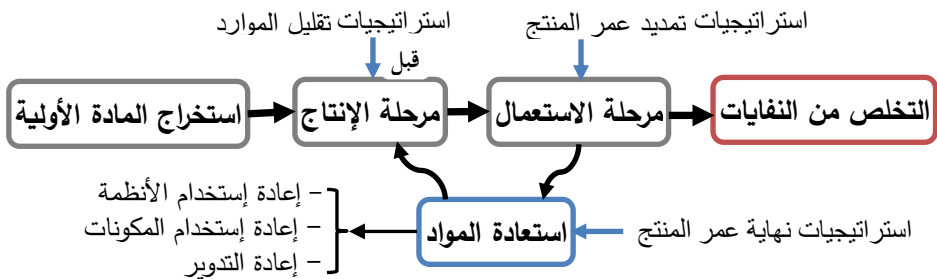 استراتيجيات تقليل الموارد
استراتيجيات تمديد عمر المنتج
قبل
استخراج المادة الأولية
مرحلة الإنتاج
مرحلة الاستعمال
التخلص من النفايات
– إعادة إستخدام الأنظمة
– إعادة إستخدام المكونات
– إعادة التدوير
استعادة المواد
استراتيجيات نهاية عمر المنتج